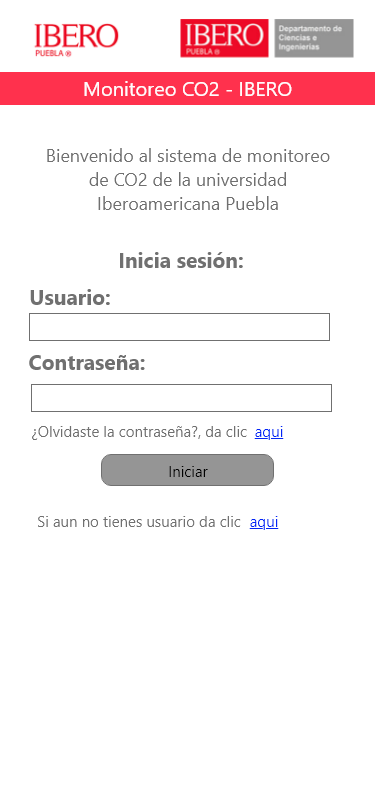 IBERO
PUEBLA ®
IBERO
PUEBLA ®
Departamento de
Ciencias e
Ingenierías
Monitoreo CO2 - IBERO
Bienvenido al sistema de monitoreo
de CO2 de la universidad
Iberoamericana Puebla
Inicia sesión:
Usuario:
Contraseña:
¿Olvidaste la contraseña?, da clic aqui
Iniciar
Si aun no tienes usuario da clic aqui